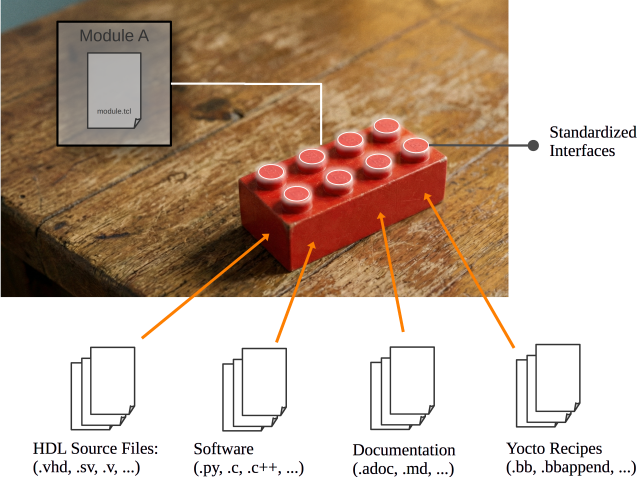 Module A
module.tcl
Standardized
Interfaces
HDL Source Files:
(.vhd, .sv, .v, ...)
Software
(.py, .c, .c++, ...)
Documentation
(.adoc, .md, ...)
Yocto Recipes
(.bb, .bbappend, ...)